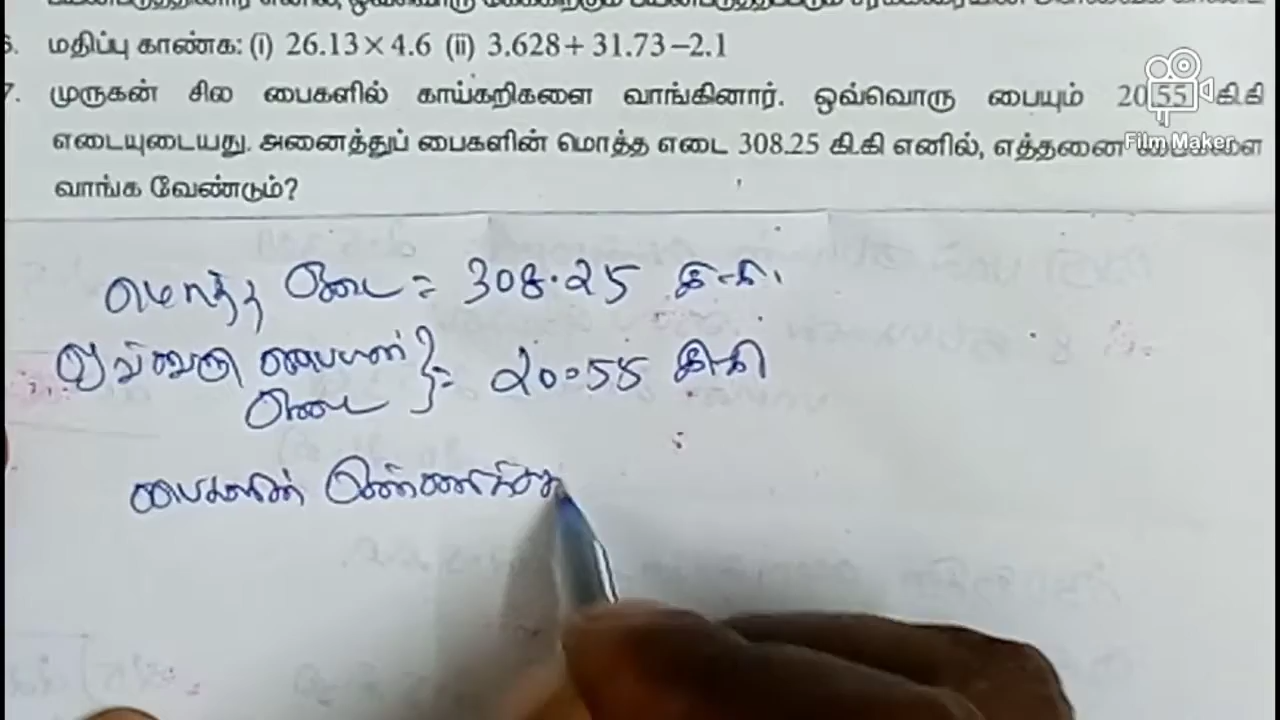 6. மதிப்பு காண்க: (i) 26.13×4.6 (ii) 3.628+31.73−2.1
7. முருகன் சில பைகளில் காய்கறிகளை வாங்கினார். ஒவ்வொரு பையும் 20.55 கி.கி
எடையுடையது. அனைத்துப் பைகளின் மொத்த எடை 308.25 கி.கி எனில், எத்தனை பைகளை
வாங்க வேண்டும்?
Film Maker
மொத்த எடை = 308.25 கி.கி.
ஒவ்வொரு பையின் } = 20.55 கி.கி
எடை
பைகளின் எண்ணிக்கை